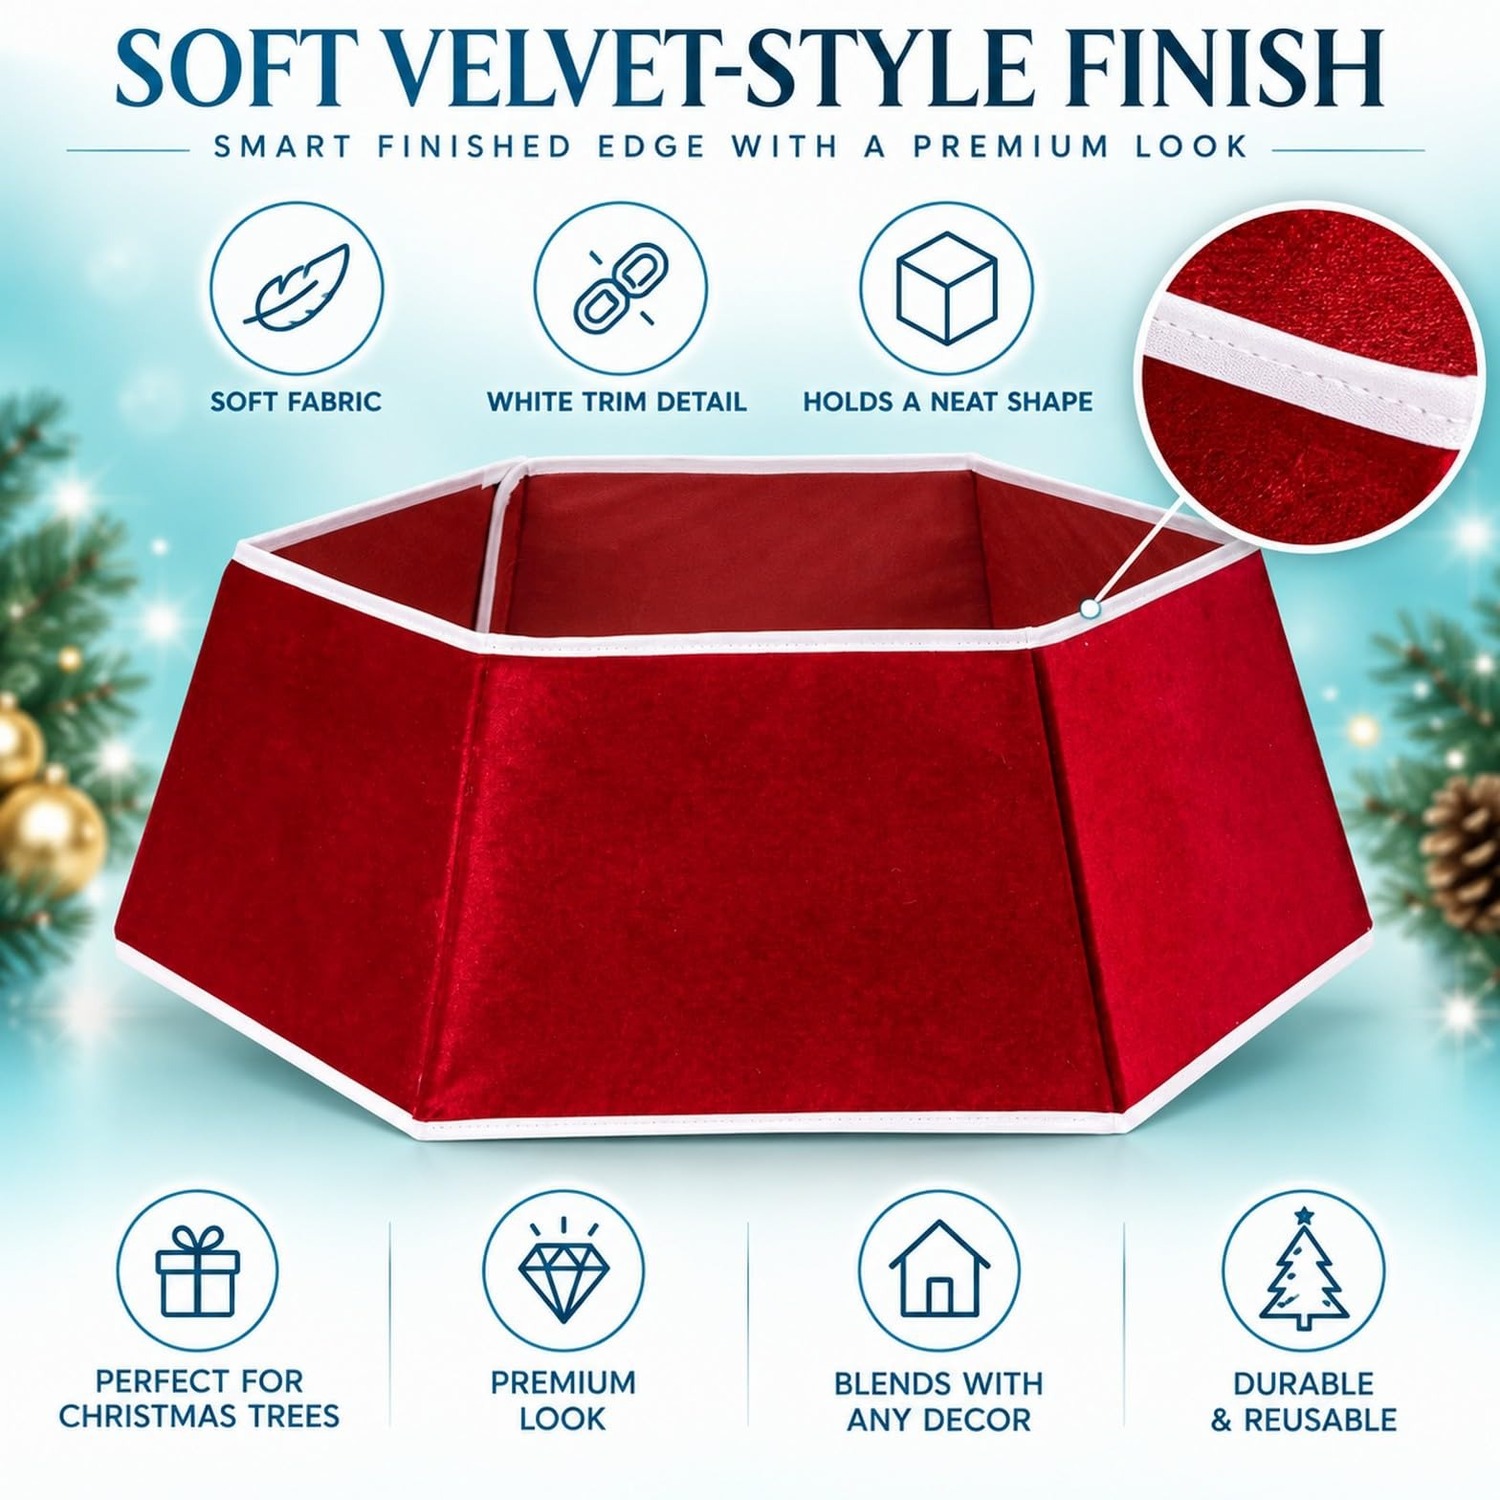 SOFT VELVET-STYLE FINISH
SMART FINISHED EDGE WITH A PREMIUM LOOK
SOFT FABRIC
WHITE TRIM DETAIL
HOLDS A NEAT SHAPE
PERFECT FOR
CHRISTMAS TREES
PREMIUM
LOOK
BLENDS WITH
ANY DECOR
DURABLE
& REUSABLE